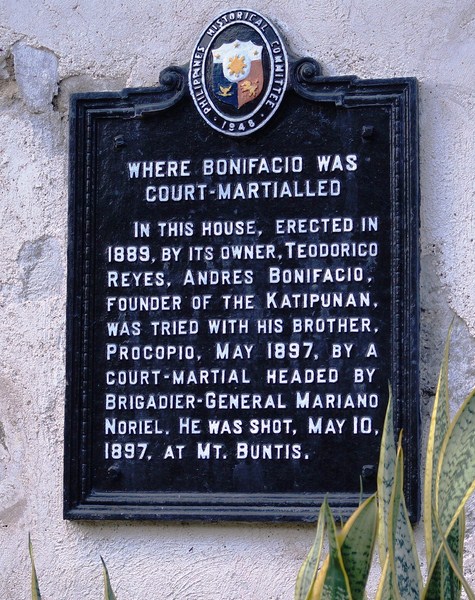 PHILIPPINES HISTORICAL COMMITTEE
1948
WHERE BONIFACIO WAS
COURT-MARTIALLED
IN THIS HOUSE, ERECTED IN
1889, BY ITS OWNER, TEODORICO
REYES, ANDRES BONIFACIO,
FOUNDER OF THE KATIPUNAN,
WAS TRIED WITH HIS BROTHER,
PROCOPIO, MAY 1897, BY A
COURT-MARTIAL HEADED BY
BRIGADIER-GENERAL MARIANO
NORIEL. HE WAS SHOT, MAY 10,
1897, AT MT. BUNTIS.